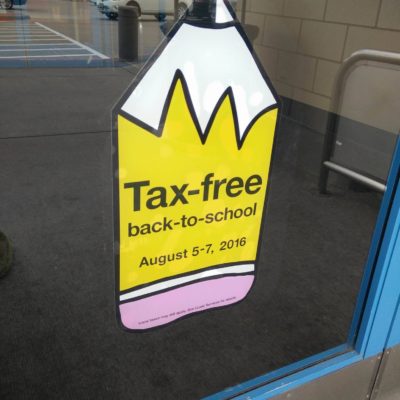 Tax-free
back-to-school
August 5-7, 2016